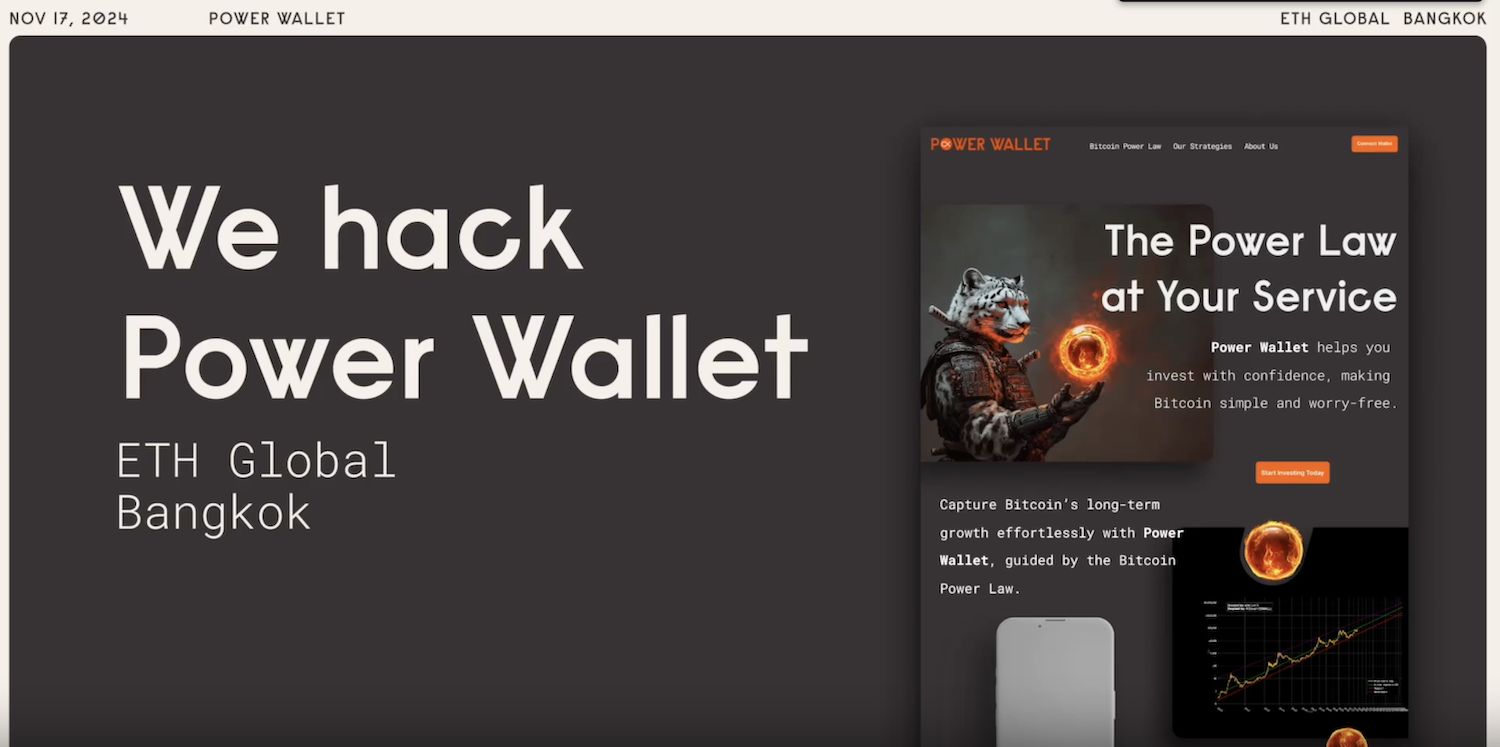 NOV 17, 2024
POWER WALLET
ETH GLOBAL BANGKOK
We hack
Power Wallet
ETH Global
Bangkok
POWER WALLET
Bitcoin Power Law
Our Strategies
About Us
Connect Wallet
The Power Law
at Your Service
Power Wallet helps you
invest with confidence, making
Bitcoin simple and worry-free.
Start Investing Today
Capture Bitcoin’s long-term
growth effortlessly with Power
Wallet, guided by the Bitcoin
Power Law.